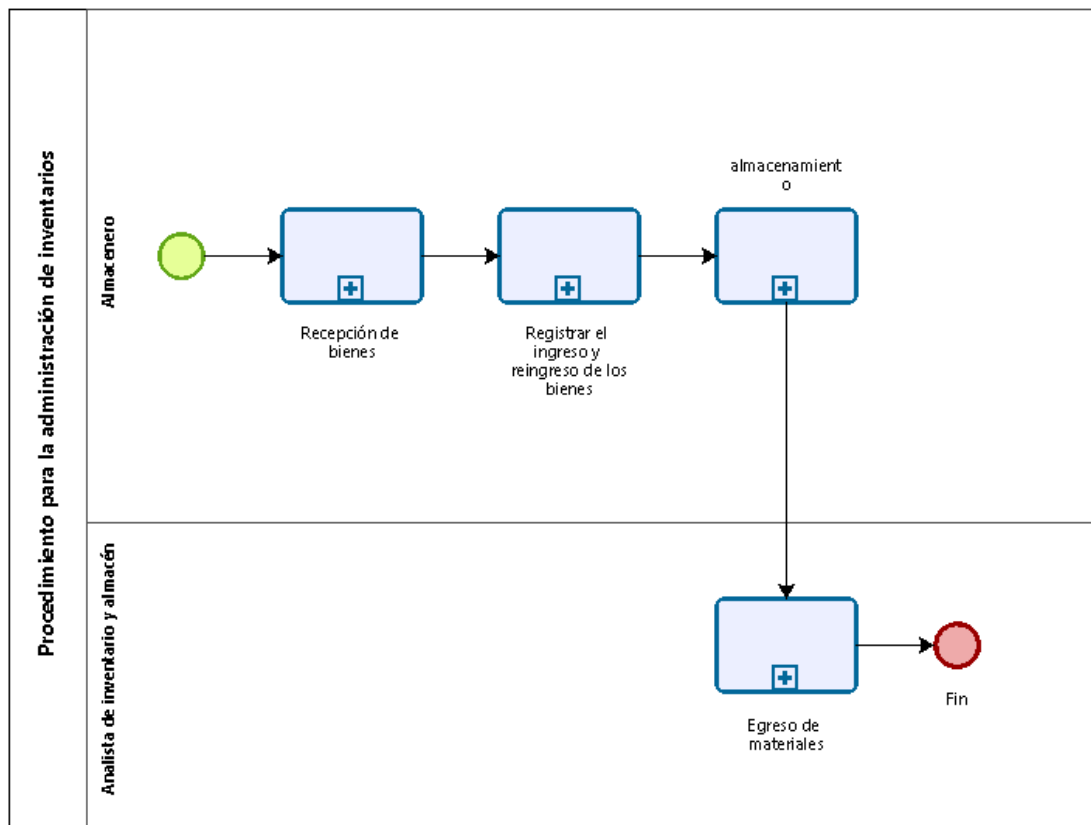 Procedimiento para la administración de inventarios
Almacenero
almacenamient
o
Recepción de
bienes
Registrar el
ingreso y
reingreso de los
bienes
Analista de inventario y almacén
Egreso de
materiales
Fin